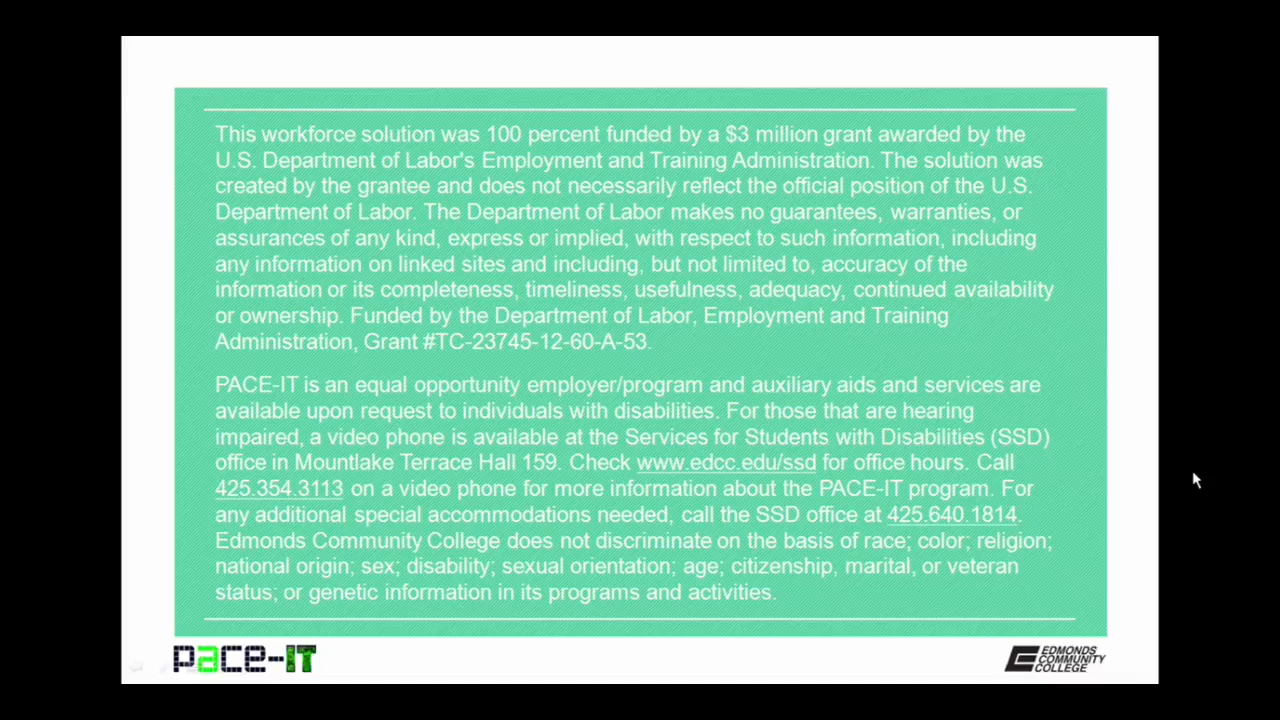 This workforce solution was 100 percent funded by a $3 million grant awarded by the
U.S. Department of Labor's Employment and Training Administration. The solution was
created by the grantee and does not necessarily reflect the official position of the U.S.
Department of Labor. The Department of Labor makes no guarantees, warranties, or
assurances of any kind, express or implied, with respect to such information, including
any information on linked sites and including, but not limited to, accuracy of the
information or its completeness, timeliness, usefulness, adequacy, continued availability
or ownership. Funded by the Department of Labor, Employment and Training
Administration, Grant #TC-23745-12-60-A-53.
PACE-IT is an equal opportunity employer/program and auxiliary aids and services are
available upon request to individuals with disabilities. For those that are hearing
impaired, a video phone is available at the Services for Students with Disabilities (SSD)
office in Mountlake Terrace Hall 159. Check www.edcc.edu/ssd for office hours. Call
425.354.3113 on a video phone for more information about the PACE-IT program. For
any additional special accommodations needed, call the SSD office at 425.640.1814.
Edmonds Community College does not discriminate on the basis of race; color; religion;
national origin; sex; disability; sexual orientation; age; citizenship, marital, or veteran
status; or genetic information in its programs and activities.
pace-IT
EDMONDS
COMMUNITY
COLLEGE